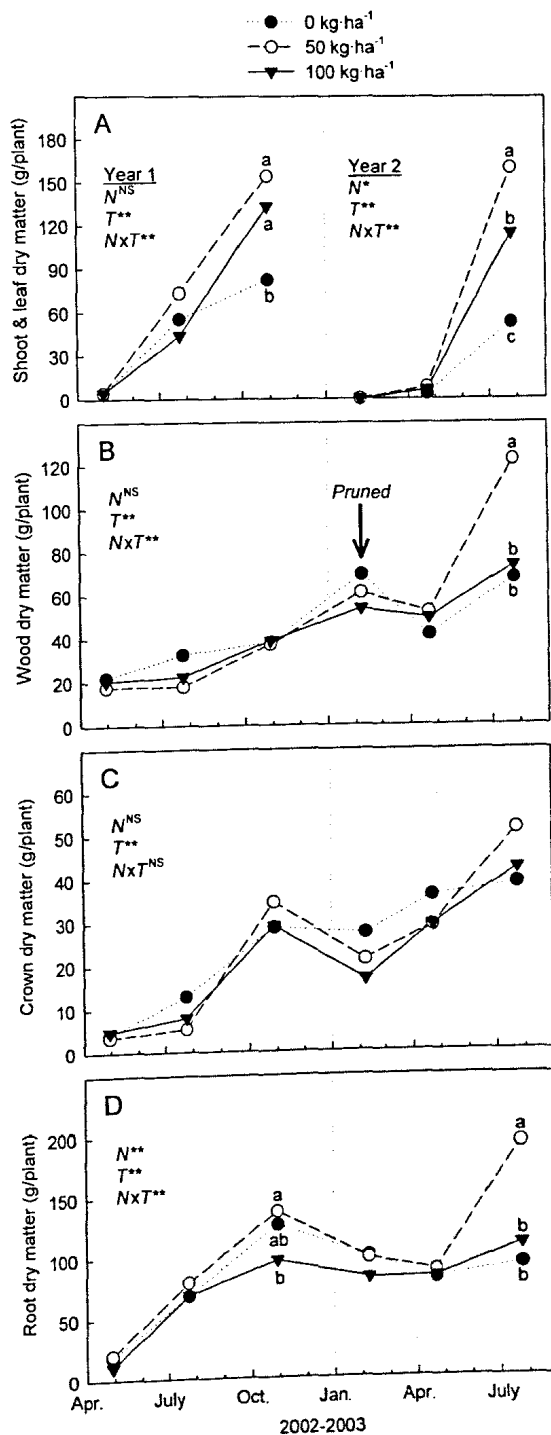 0 kg·ha⁻¹
50 kg·ha⁻¹
100 kg·ha⁻¹
A
Shoot & leaf dry matter (g/plant)
180
150
120
90
60
30
0
Year 1
N^NS
T**
NxT**
a
a
b
Year 2
N*
T**
NxT**
a
b
c
B
Wood dry matter (g/plant)
120
100
80
60
40
20
0
N^NS
T**
NxT**
Pruned
a
b
b
C
Crown dry matter (g/plant)
60
50
40
30
20
10
0
N^NS
T**
NxT^NS
D
Root dry matter (g/plant)
200
150
100
50
0
N**
T**
NxT**
a
ab
b
a
b
b
Apr. July Oct. Jan. Apr. July
2002-2003